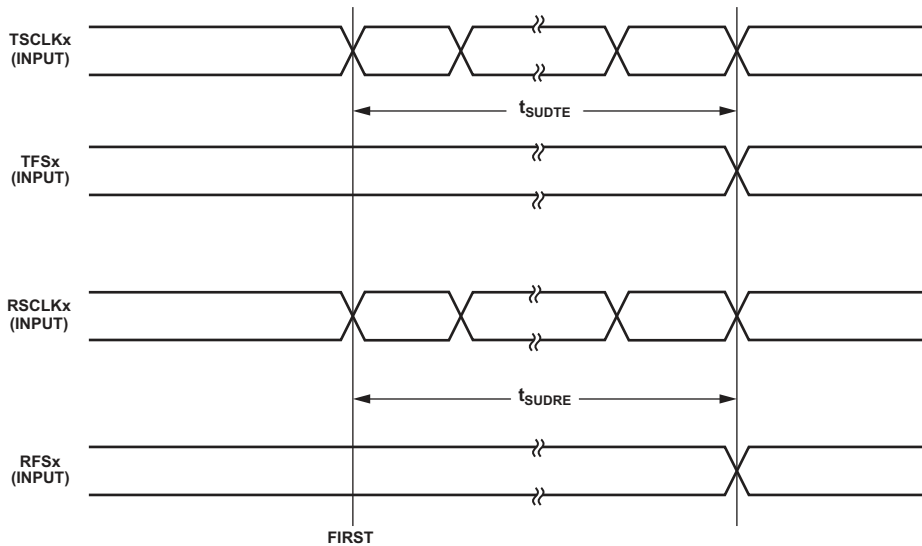 TSCLKx
(INPUT)
tSUDTE
TFSx
(INPUT)
RSCLKx
(INPUT)
tSUDRE
RFSx
(INPUT)
FIRST